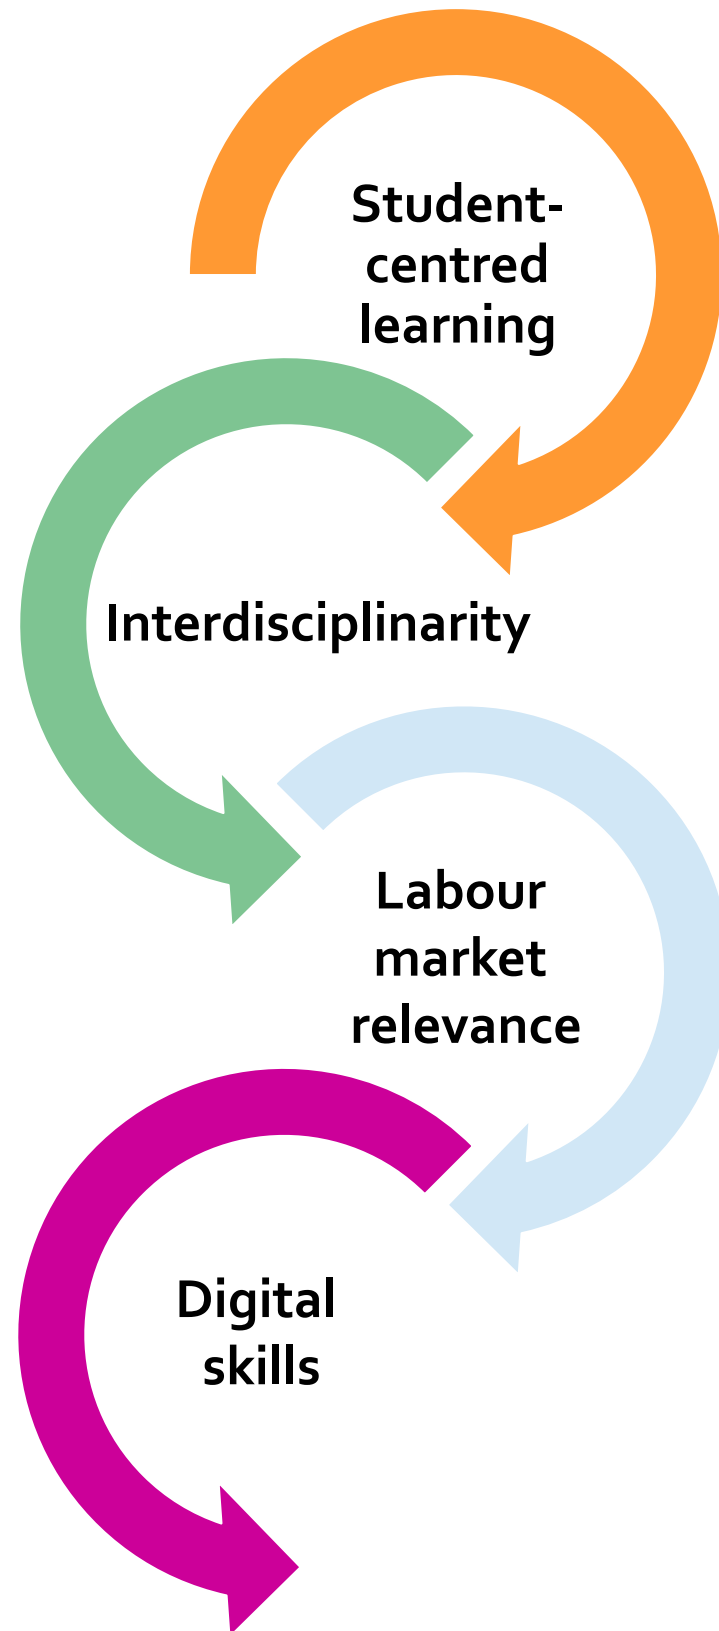 Student-
centred
learning
Interdisciplinarity
Labour
market
relevance
Digital
skills